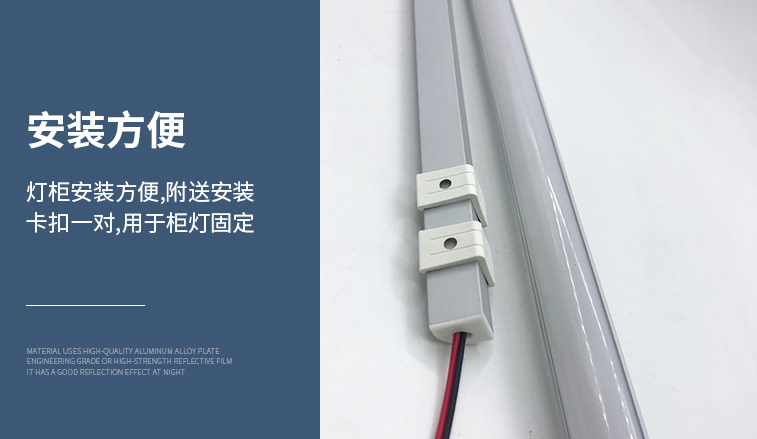 安装方便
灯柜安装方便,附送安装
卡扣一对,用于柜灯固定
MATERIAL USES HIGH-QUALITY ALUMINUM ALLOY PLATE
ENGINEERING GRADE OR HIGH-STRENGTH REFLECTIVE FILM
IT HAS A GOOD REFLECTION EFFECT AT NIGHT